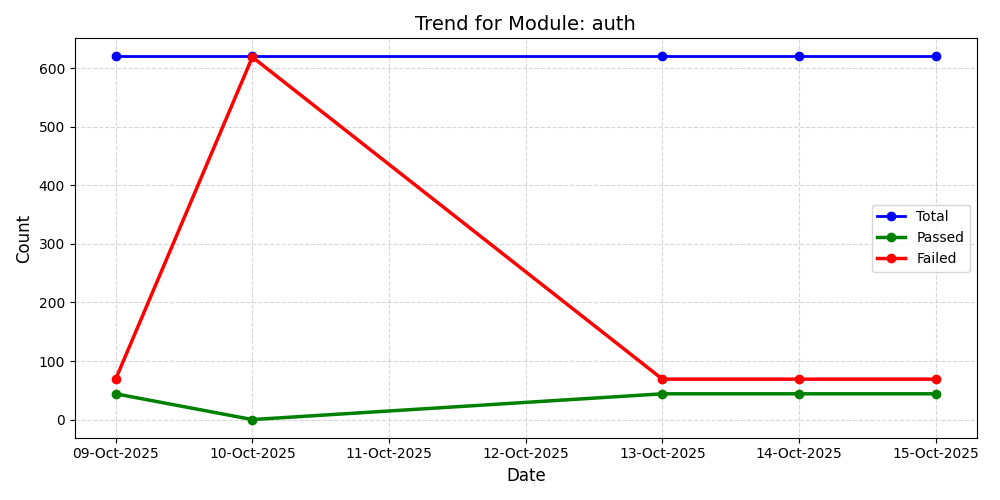 Trend for Module: auth
600
500
400
300
200
100
0
Count
Total
Passed
Failed
09-Oct-2025
10-Oct-2025
11-Oct-2025
12-Oct-2025
13-Oct-2025
14-Oct-2025
15-Oct-2025
Date